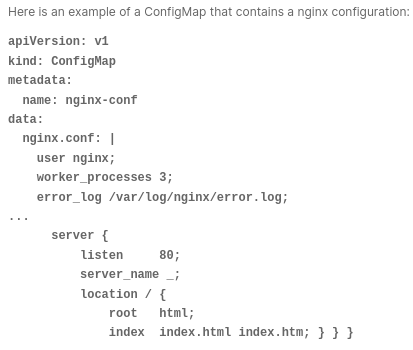 Here is an example of a ConfigMap that contains a nginx configuration:
apiVersion: v1
kind: ConfigMap
metadata:
  name: nginx-conf
data:
  nginx.conf: |
    user nginx;
    worker_processes 3;
    error_log /var/log/nginx/error.log;
...
      server {
          listen     80;
          server_name _;
          location / {
              root   html;
              index  index.html index.htm; } } }